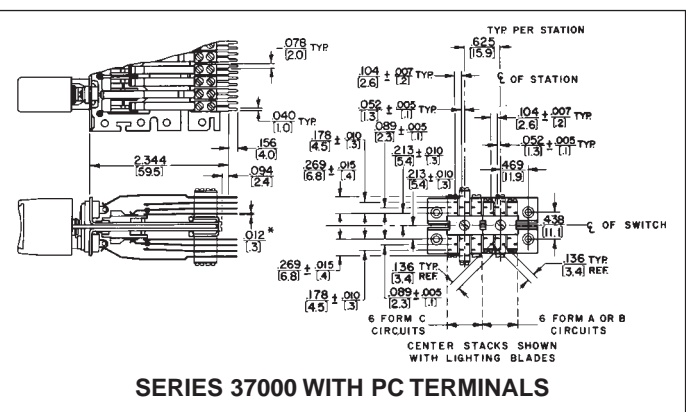 TYP. PER STATION
.625
[15.9]
.078 TYP.
[2.0]
.104 ± .007 TYP.
[2.6] [.2]
℄ OF STATION
.052 ± .005 TYP.
[1.3] [.1]
.104 ± .007 TYP.
[2.6] [.2]
.040 TYP.
[1.0]
.089 ± .005
[2.3] [.1]
.178 ± .010
[4.5] [.3]
.052 ± .005 TYP.
[1.3] [.1]
.156
[4.0]
.213 ± .010
[5.4] [.3]
2.344
[59.5]
.269 ± .015
[6.8] [.4]
.469
[11.9]
.094
[2.4]
.213 ± .010
[5.4] [.3]
.438
[11.1]
℄ OF SWITCH
.012 *
[.3]
.269 ± .015
[6.8] [.4]
.136 TYP.
[3.4] REF.
.136 TYP.
[3.4] REF.
.178 ± .010
[4.5] [.3]
.089 ± .005
[2.3] [.1]
6 FORM C
CIRCUITS
6 FORM A OR B
CIRCUITS
CENTER STACKS SHOWN
WITH LIGHTING BLADES
SERIES 37000 WITH PC TERMINALS